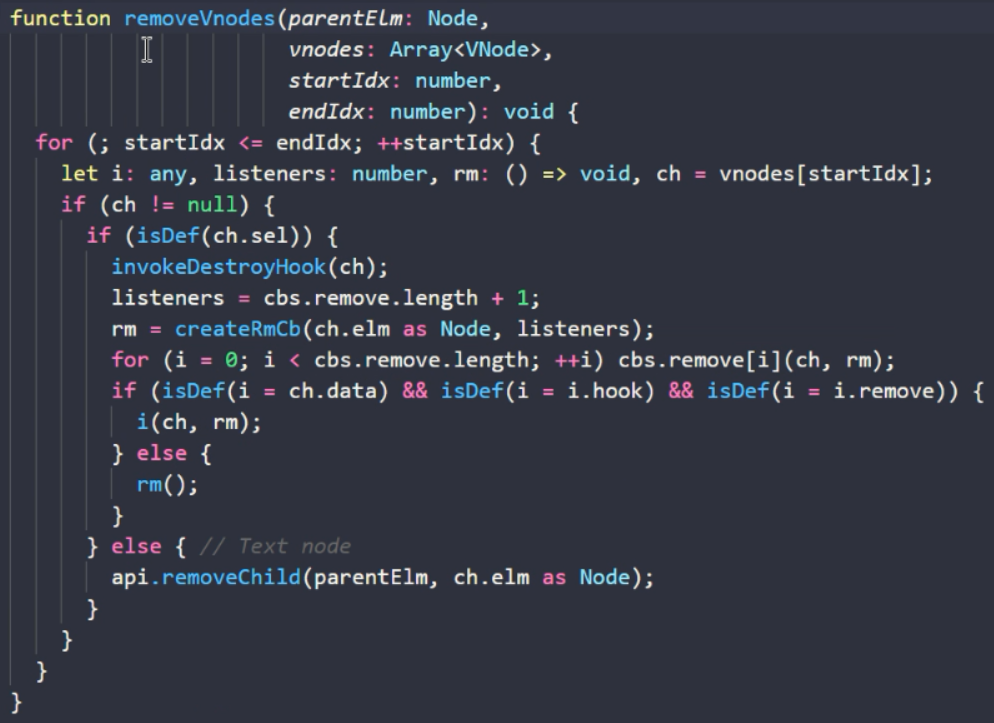 function removeVnodes(parentElm: Node,
                      vnodes: Array<VNode>,
                      startIdx: number,
                      endIdx: number): void {
  for (; startIdx <= endIdx; ++startIdx) {
    let i: any, listeners: number, rm: () => void, ch = vnodes[startIdx];
    if (ch != null) {
      if (isDef(ch.sel)) {
        invokeDestroyHook(ch);
        listeners = cbs.remove.length + 1;
        rm = createRmCb(ch.elm as Node, listeners);
        for (i = 0; i < cbs.remove.length; ++i) cbs.remove[i](ch, rm);
        if (isDef(i = ch.data) && isDef(i = i.hook) && isDef(i = i.remove)) {
          i(ch, rm);
        } else {
          rm();
        }
      } else { // Text node
        api.removeChild(parentElm, ch.elm as Node);
      }
    }
  }
}